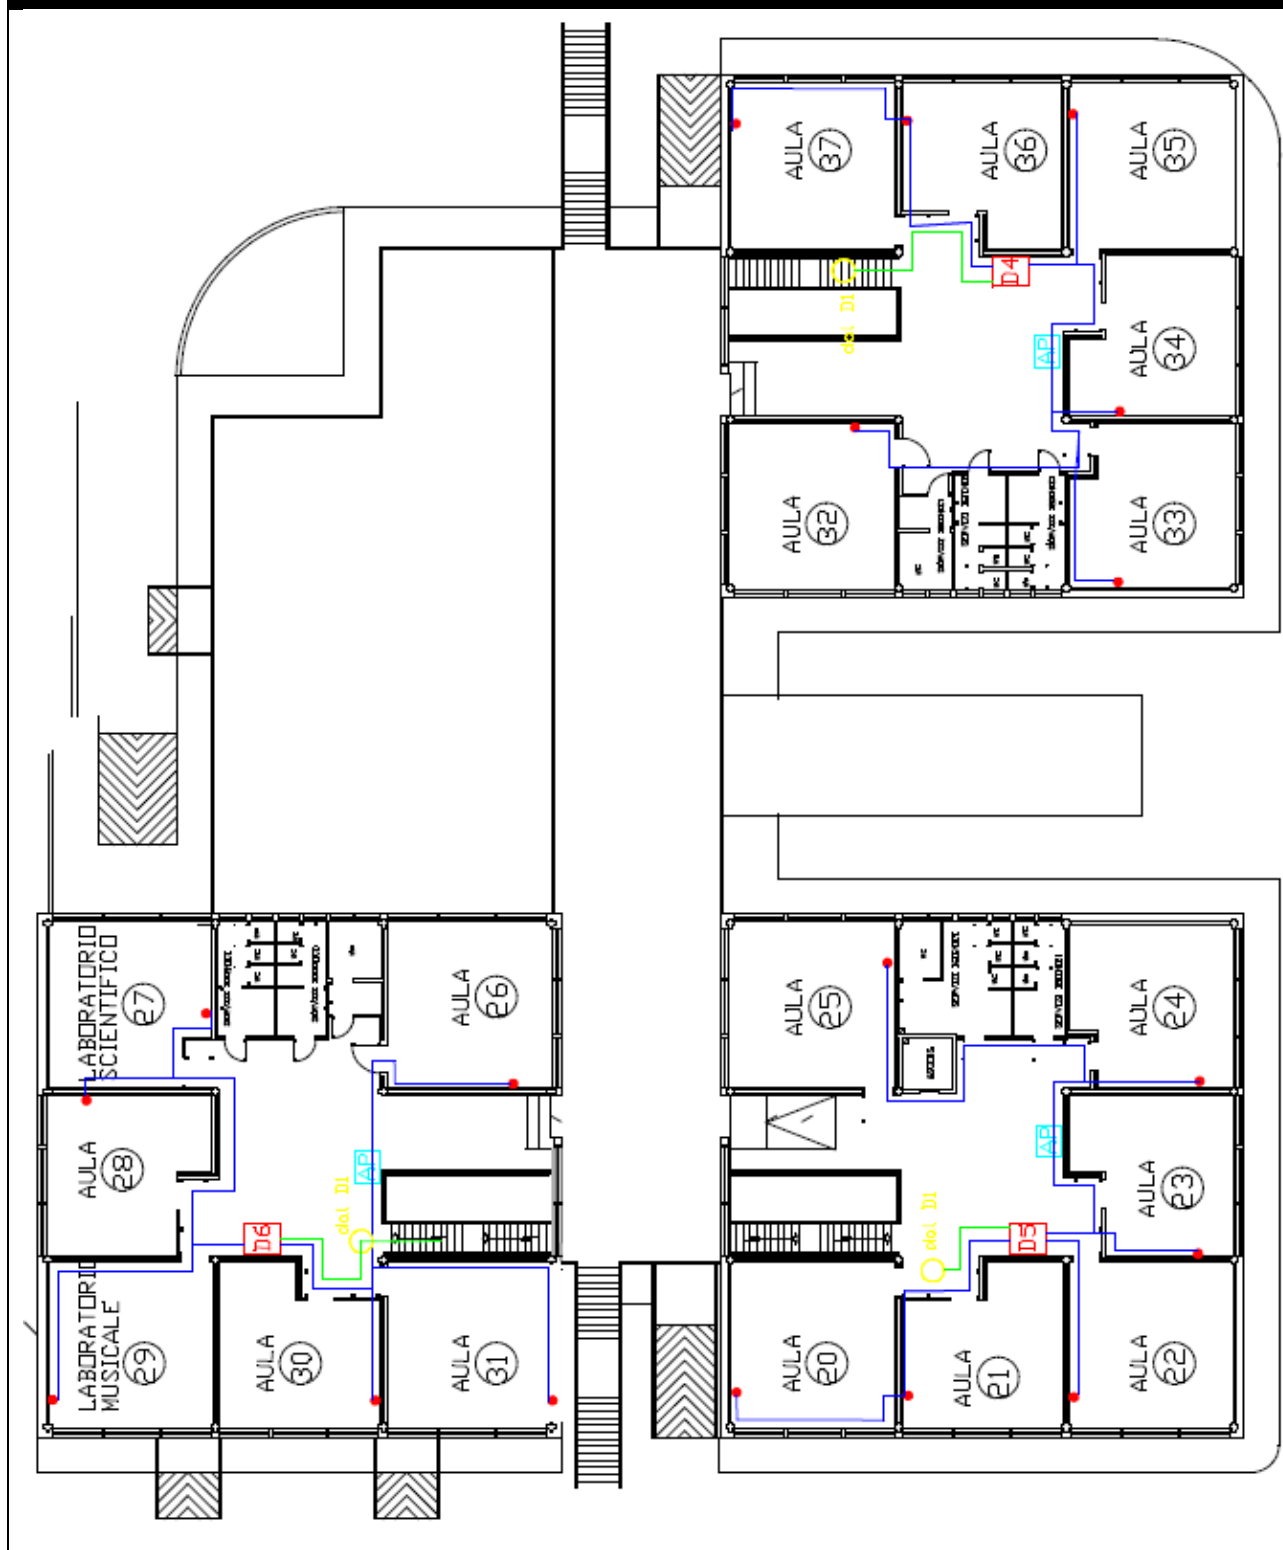 AULA
37
AULA
36
AULA
35
dal D1
D4
AP
AULA
34
AULA
32
AULA
33
LABORATORIO
SCIENTIFICO
27
AULA
26
AULA
25
AULA
24
AULA
28
AP
dal D1
D6
AP
AULA
23
dal D1
D5
LABORATORIO
MUSICALE
29
AULA
30
AULA
31
AULA
20
AULA
21
AULA
22